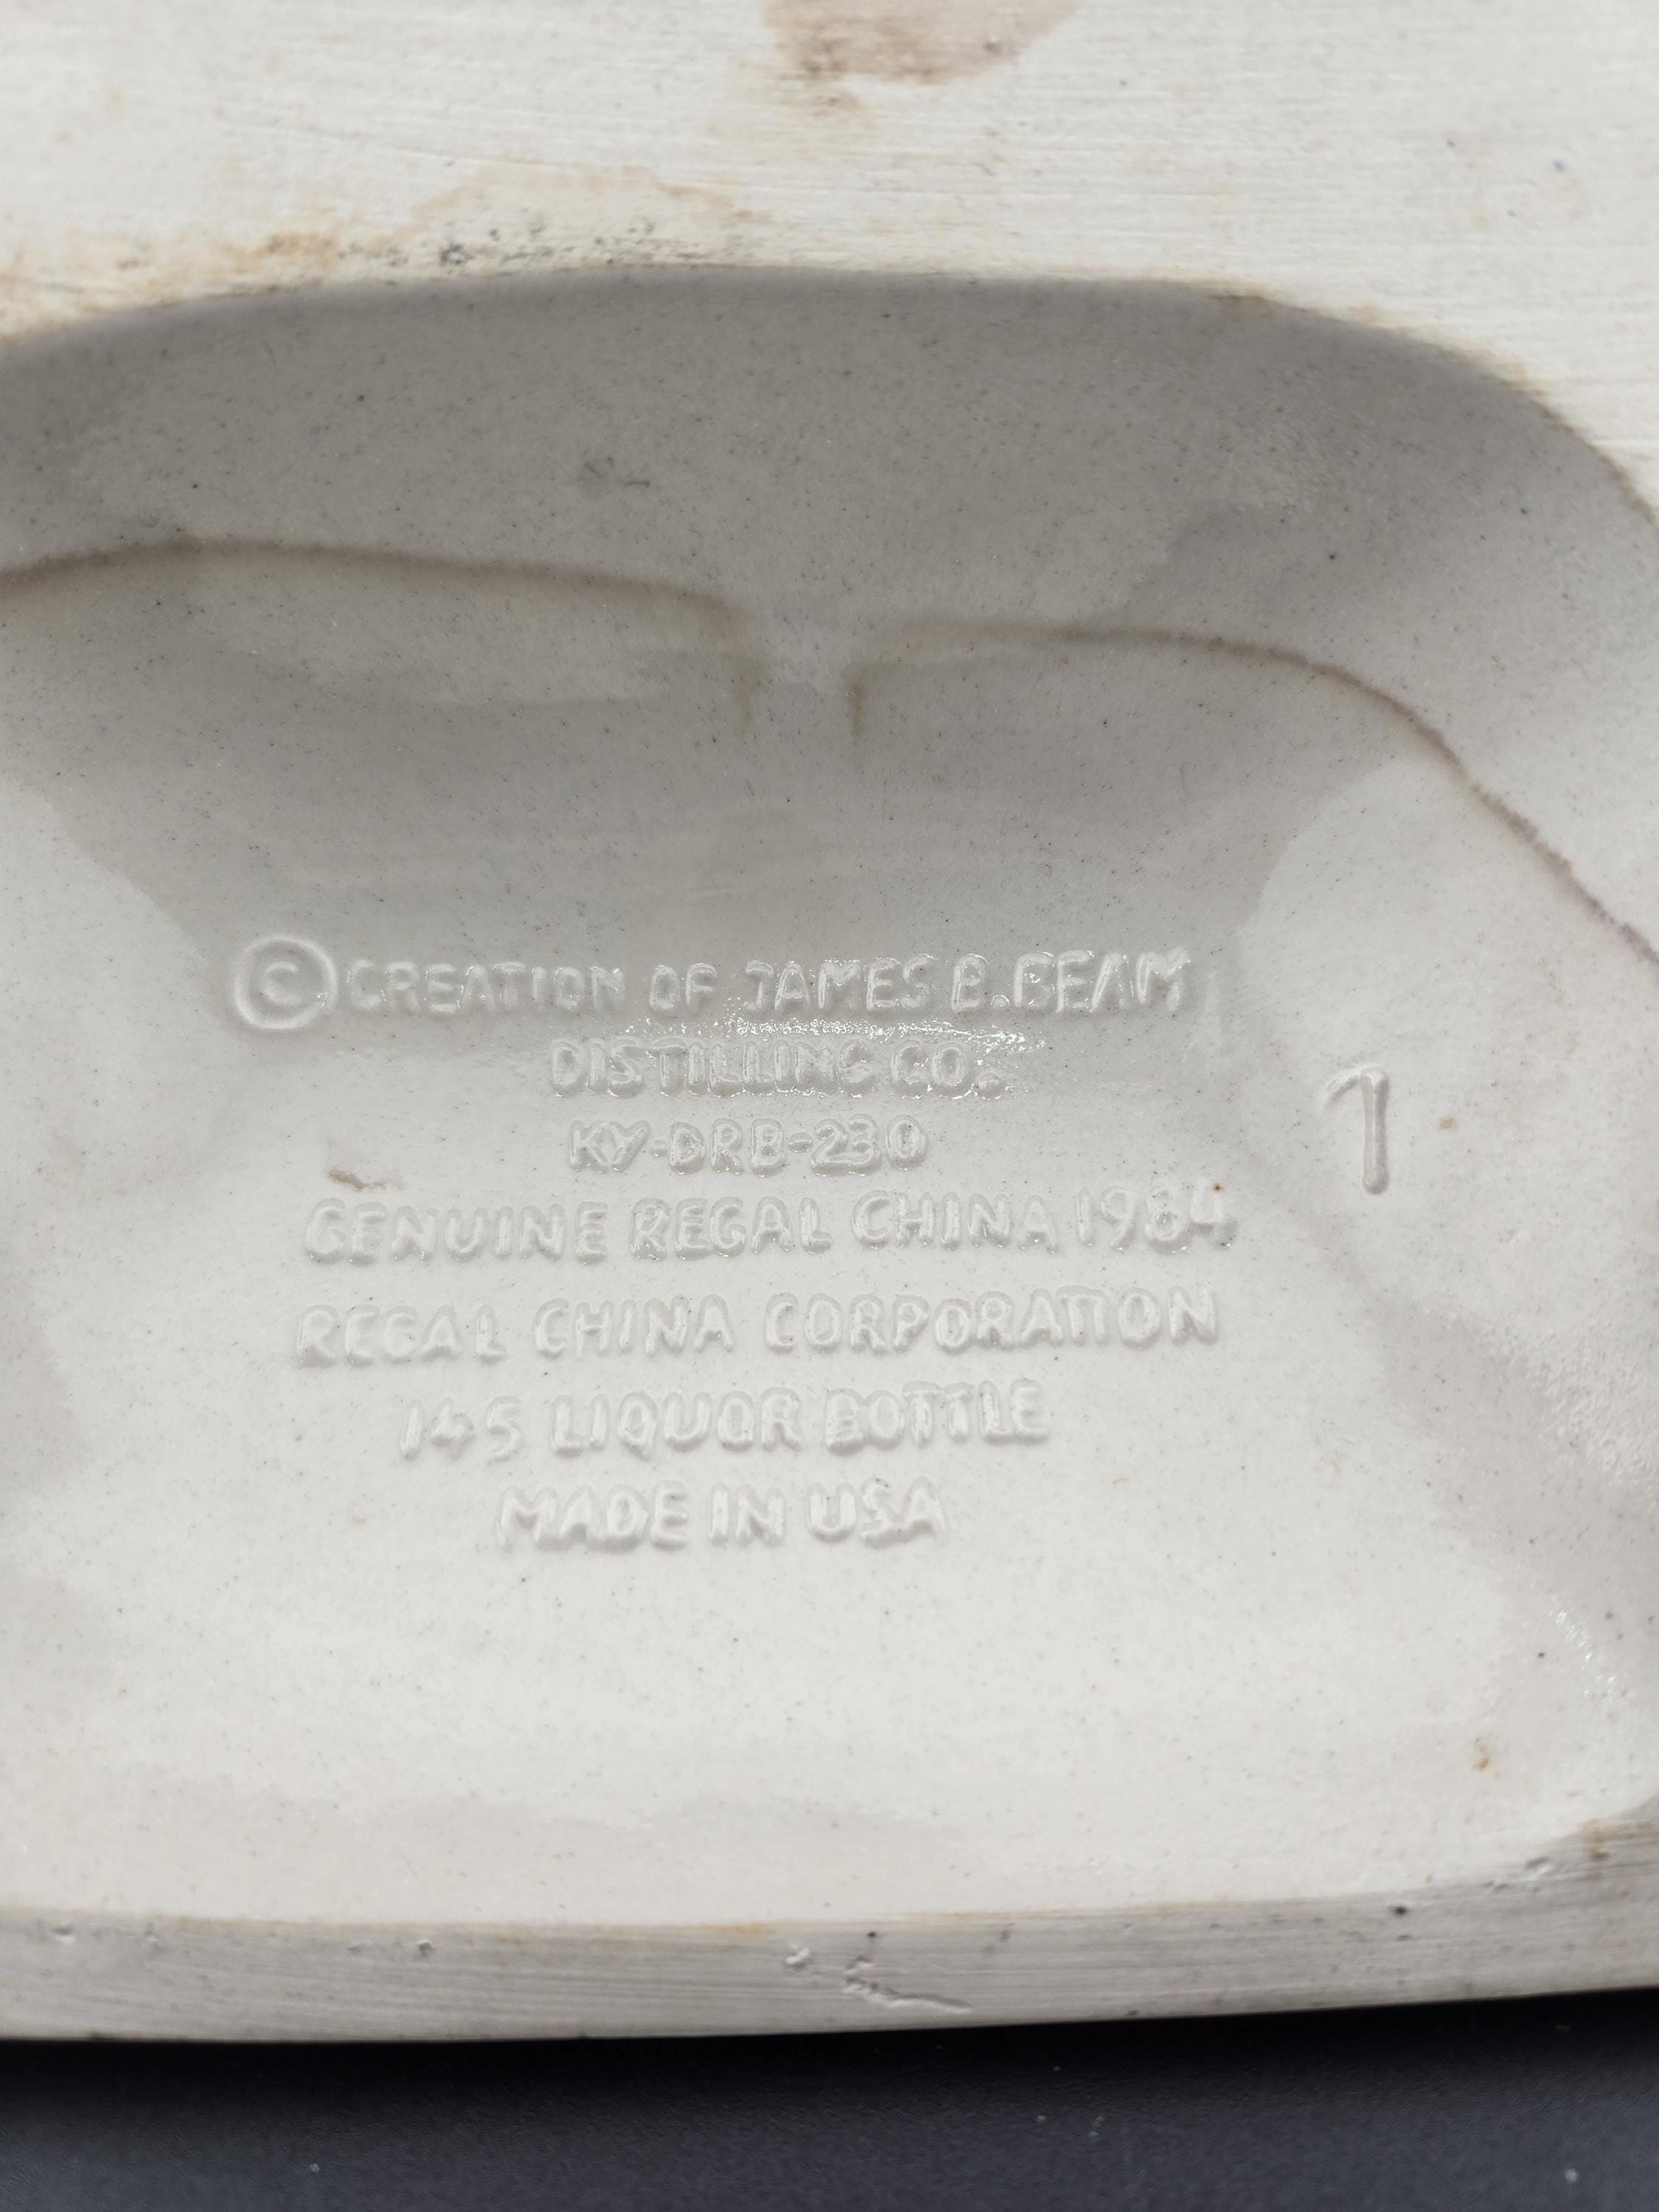 © CREATION OF JAMES B. BEAM
DISTILLING CO.
KY-DRB-230
GENUINE REGAL CHINA 1984
REGAL CHINA CORPORATION
145 LIQUOR BOTTLE
MADE IN USA
1